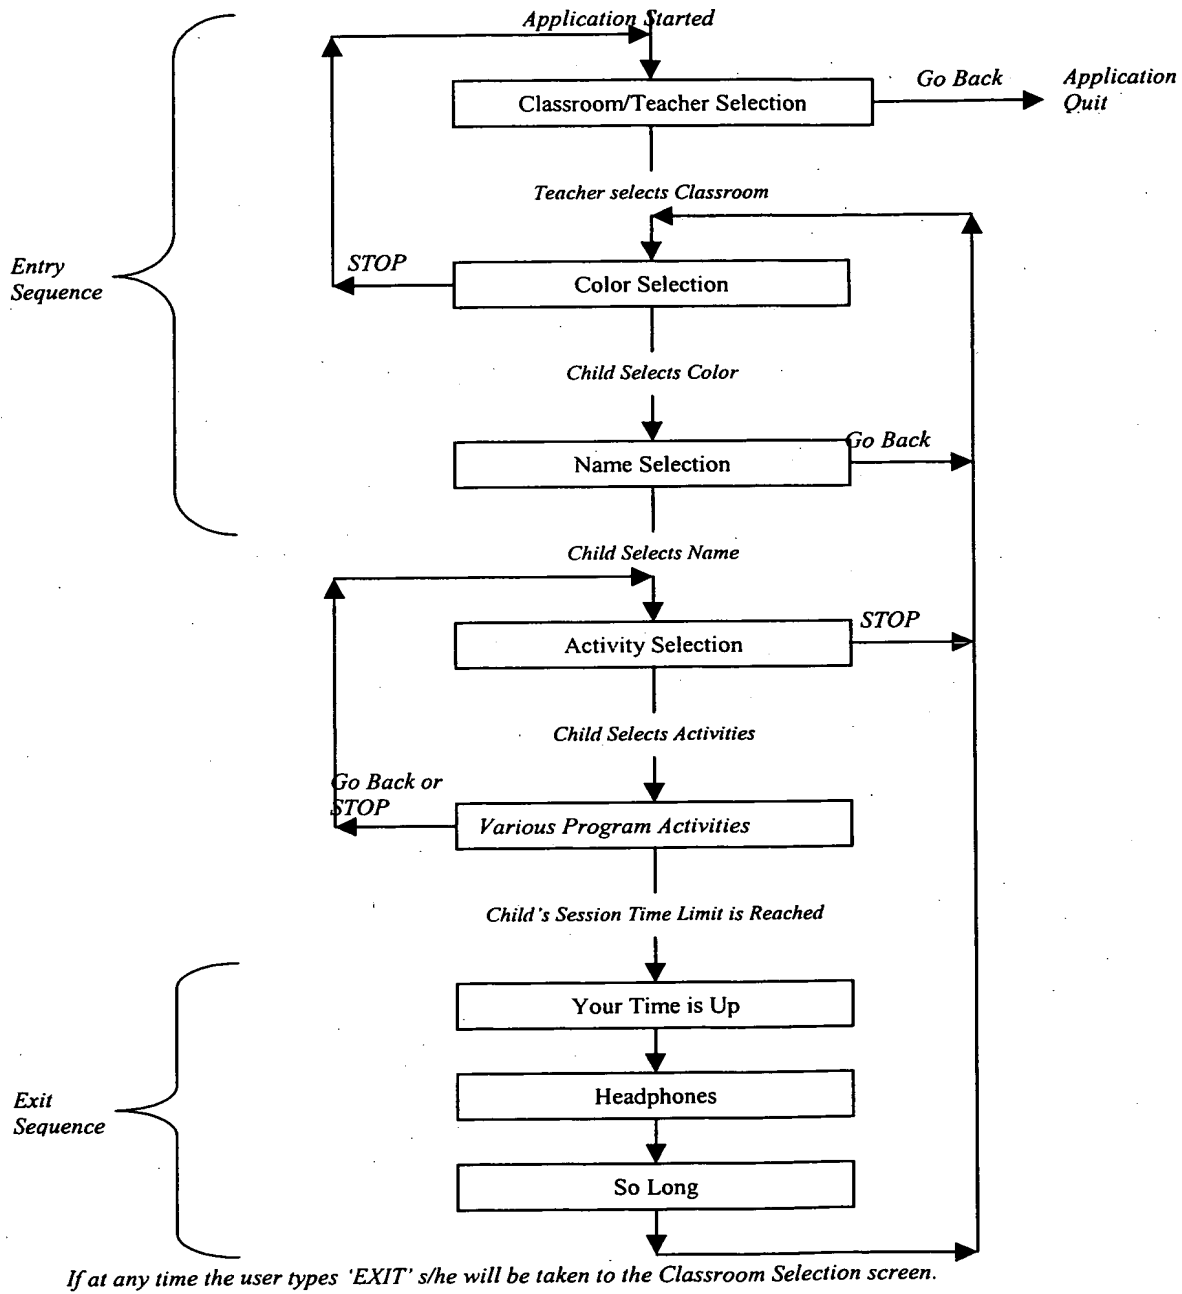 Application Started
Classroom/Teacher Selection
Go Back
Application
Quit
Teacher selects Classroom
Entry
Sequence
STOP
Color Selection
Child Selects Color
Go Back
Name Selection
Child Selects Name
STOP
Activity Selection
Child Selects Activities
Go Back or
STOP
Various Program Activities
Child's Session Time Limit is Reached
Your Time is Up
Exit
Sequence
Headphones
So Long
If at any time the user types 'EXIT' s/he will be taken to the Classroom Selection screen.